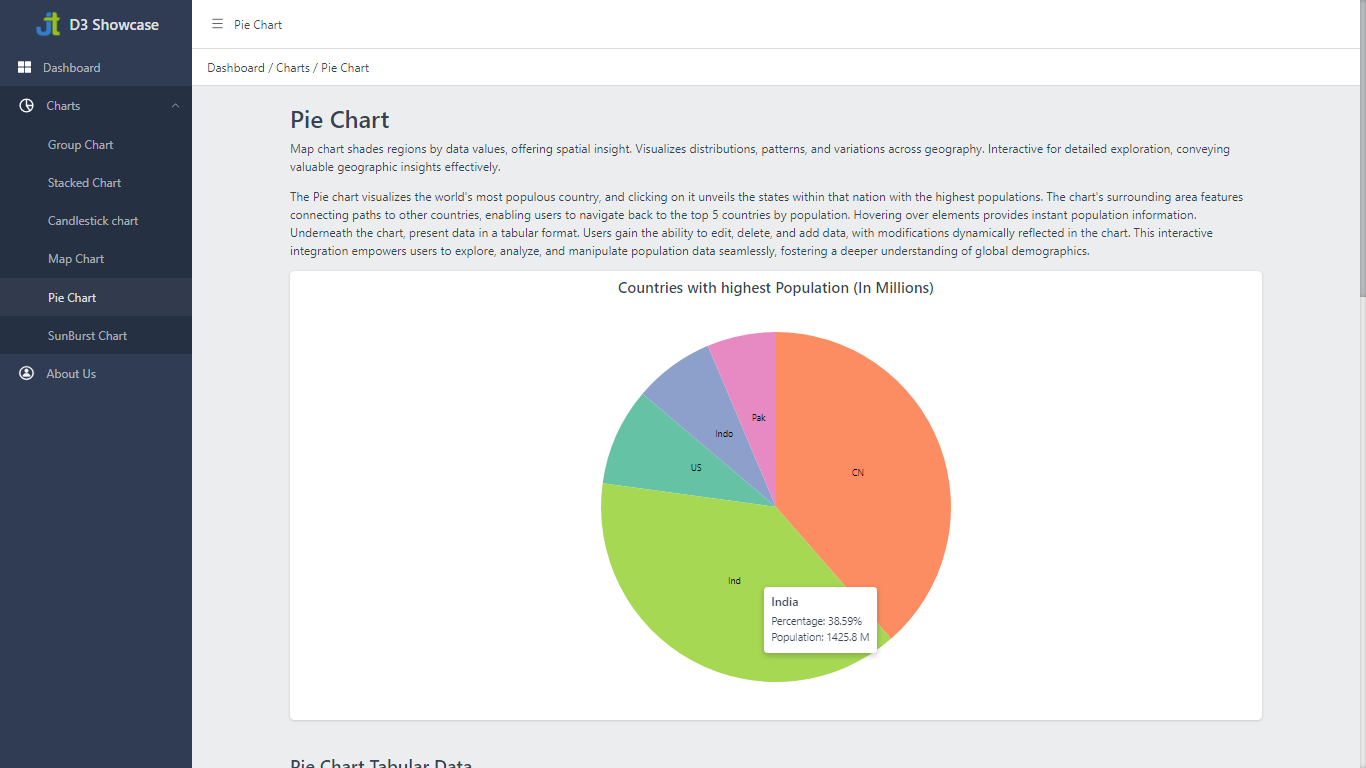 D3 Showcase
Dashboard
Charts
Group Chart
Stacked Chart
Candlestick chart
Map Chart
Pie Chart
SunBurst Chart
About Us
Pie Chart
Dashboard / Charts / Pie Chart
Pie Chart
Map chart shades regions by data values, offering spatial insight. Visualizes distributions, patterns, and variations across geography. Interactive for detailed exploration, conveying
valuable geographic insights effectively.
The Pie chart visualizes the world's most populous country, and clicking on it unveils the states within that nation with the highest populations. The chart's surrounding area features
connecting paths to other countries, enabling users to navigate back to the top 5 countries by population. Hovering over elements provides instant population information.
Underneath the chart, present data in a tabular format. Users gain the ability to edit, delete, and add data, with modifications dynamically reflected in the chart. This interactive
integration empowers users to explore, analyze, and manipulate population data seamlessly, fostering a deeper understanding of global demographics.
Countries with highest Population (In Millions)
Pak
Indo
US
CN
Ind
India
Percentage: 38.59%
Population: 1425.8 M
Pie Chart Tabular Data